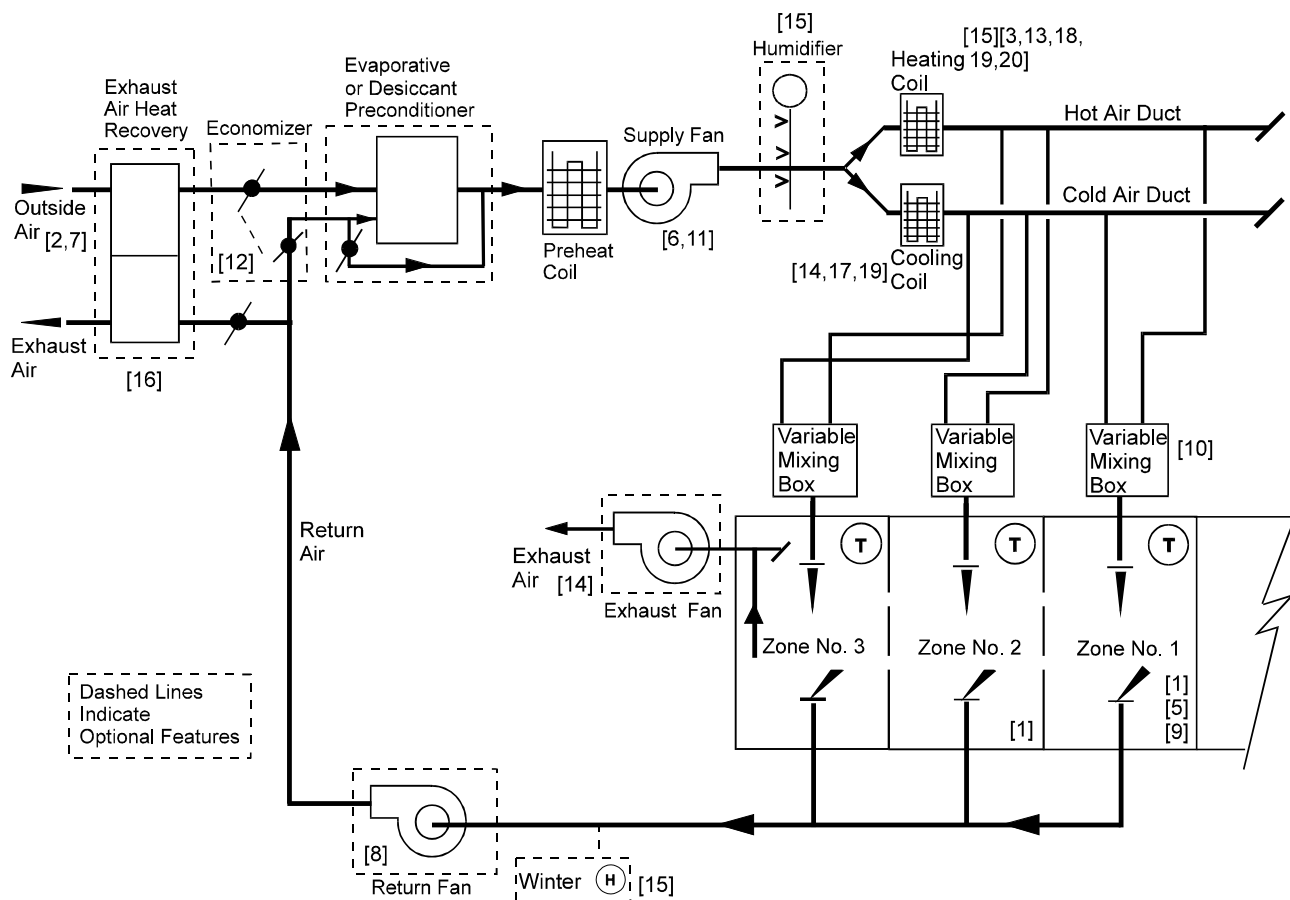 [15]
Humidifier
[15][3,13,18,
Heating 19,20]
Coil
Exhaust
Air Heat
Recovery
Economizer
Evaporative
or Desiccant
Preconditioner
Supply Fan
Hot Air Duct
Cold Air Duct
Outside
Air [2,7]
[12]
Preheat
Coil
[6,11]
[14,17,19] Cooling
Coil
Exhaust
Air
[16]
Variable
Mixing
Box
Variable
Mixing
Box
Variable
Mixing
Box
[10]
Return
Air
Exhaust
Air [14]
Exhaust Fan
T
T
T
Zone No. 3
Zone No. 2
Zone No. 1
[1]
[1]
[5]
[9]
Dashed Lines
Indicate
Optional Features
[8]
Return Fan
Winter H [15]